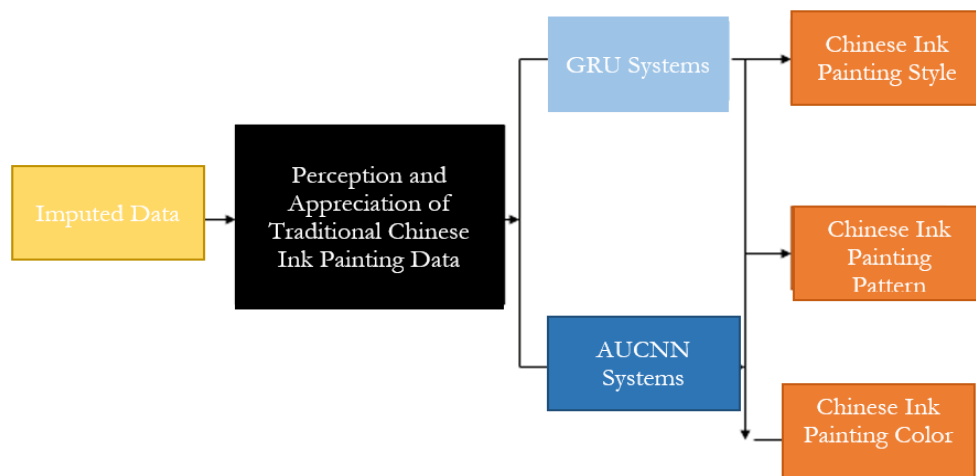 Imputed Data
Perception and
Appreciation of
Traditional Chinese
Ink Painting Data
GRU Systems
AUCNN
Systems
Chinese Ink
Painting Style
Chinese Ink
Painting
Pattern
Chinese Ink
Painting Color